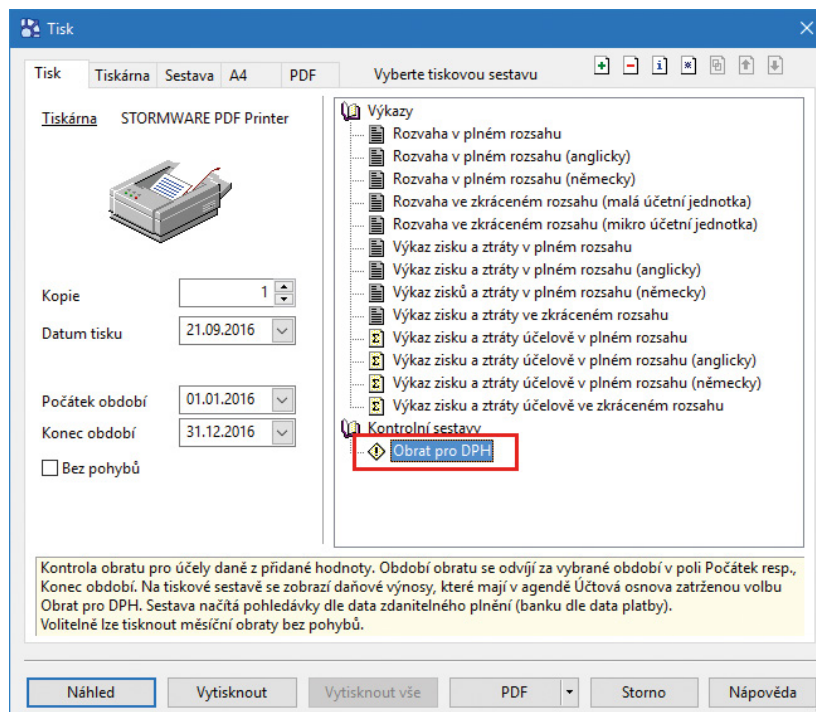 Tisk
Tisk
Tiskárna
Sestava
A4
PDF
Vyberte tiskovou sestavu
Tiskárna STORMWARE PDF Printer
Kopie 1
Datum tisku 21.09.2016
Počátek období 01.01.2016
Konec období 31.12.2016
Bez pohybů
Výkazy
Rozvaha v plném rozsahu
Rozvaha v plném rozsahu (anglicky)
Rozvaha v plném rozsahu (německy)
Rozvaha ve zkráceném rozsahu (malá účetní jednotka)
Rozvaha ve zkráceném rozsahu (mikro účetní jednotka)
Výkaz zisku a ztráty v plném rozsahu
Výkaz zisku a ztráty v plném rozsahu (anglicky)
Výkaz zisků a ztráty v plném rozsahu (německy)
Výkaz zisku a ztráty ve zkráceném rozsahu
Výkaz zisku a ztráty účelově v plném rozsahu
Výkaz zisku a ztráty účelově v plném rozsahu (anglicky)
Výkaz zisku a ztráty účelově v plném rozsahu (německy)
Výkaz zisku a ztráty účelově ve zkráceném rozsahu
Kontrolní sestavy
Obrat pro DPH
Kontrola obratu pro účely daně z přidané hodnoty. Období obratu se odvíjí za vybrané období v poli Počátek resp.,
Konec období. Na tiskové sestavě se zobrazí daňové výnosy, které mají v agendě Účtová osnova zatrženou volbu
Obrat pro DPH. Sestava načítá pohledávky dle data zdanitelného plnění (banku dle data platby).
Volitelně lze tisknout měsíční obraty bez pohybů.
Náhled
Vytisknout
Vytisknout vše
PDF
Storno
Nápověda